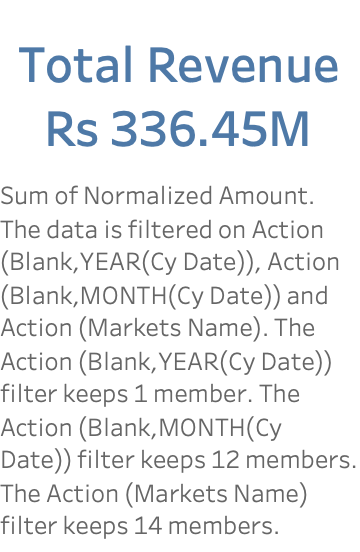 Total Revenue
Rs 336.45M
Sum of Normalized Amount.
The data is filtered on Action
(Blank,YEAR(Cy Date)), Action
(Blank,MONTH(Cy Date)) and
Action (Markets Name). The
Action (Blank,YEAR(Cy Date))
filter keeps 1 member. The
Action (Blank,MONTH(Cy
Date)) filter keeps 12 members.
The Action (Markets Name)
filter keeps 14 members.